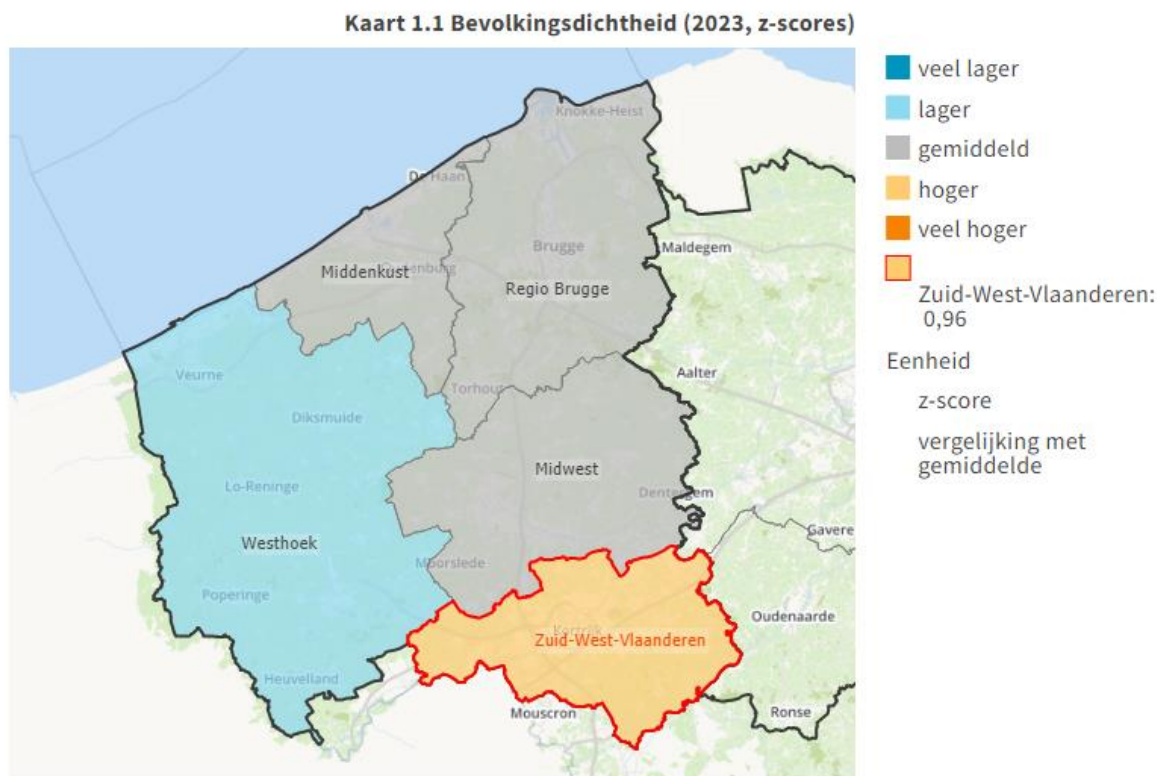 Kaart 1.1 Bevolkingsdichtheid (2023, z-scores)
veel lager
lager
gemiddeld
hoger
veel hoger
Zuid-West-Vlaanderen:
0,96
Eenheid
z-score
vergelijking met
gemiddelde
Knokke-Heist
De Haan
Brugge
Maldegem
Middenkust
Regio Brugge
Aalter
Veurne
Torhout
Diksmuide
Midwest
Lo-Reninge
Dentergem
Gavere
Westhoek
Moorslede
Poperinge
Oudenaarde
Kortrijk
Zuid-West-Vlaanderen
Heuvelland
Mouscron
Ronse